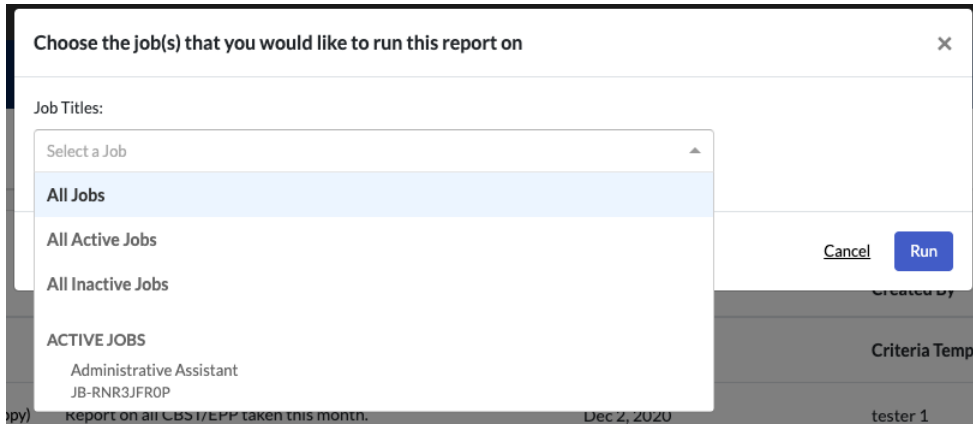 Choose the job(s) that you would like to run this report on
×
Job Titles:
Select a Job
All Jobs
All Active Jobs
All Inactive Jobs
Cancel
Run
Created By
ACTIVE JOBS
Criteria Temp
Administrative Assistant
JB-RNR3JFR0P
opy) Report on all CBST/EPP taken this month. Dec 2, 2020 tester 1